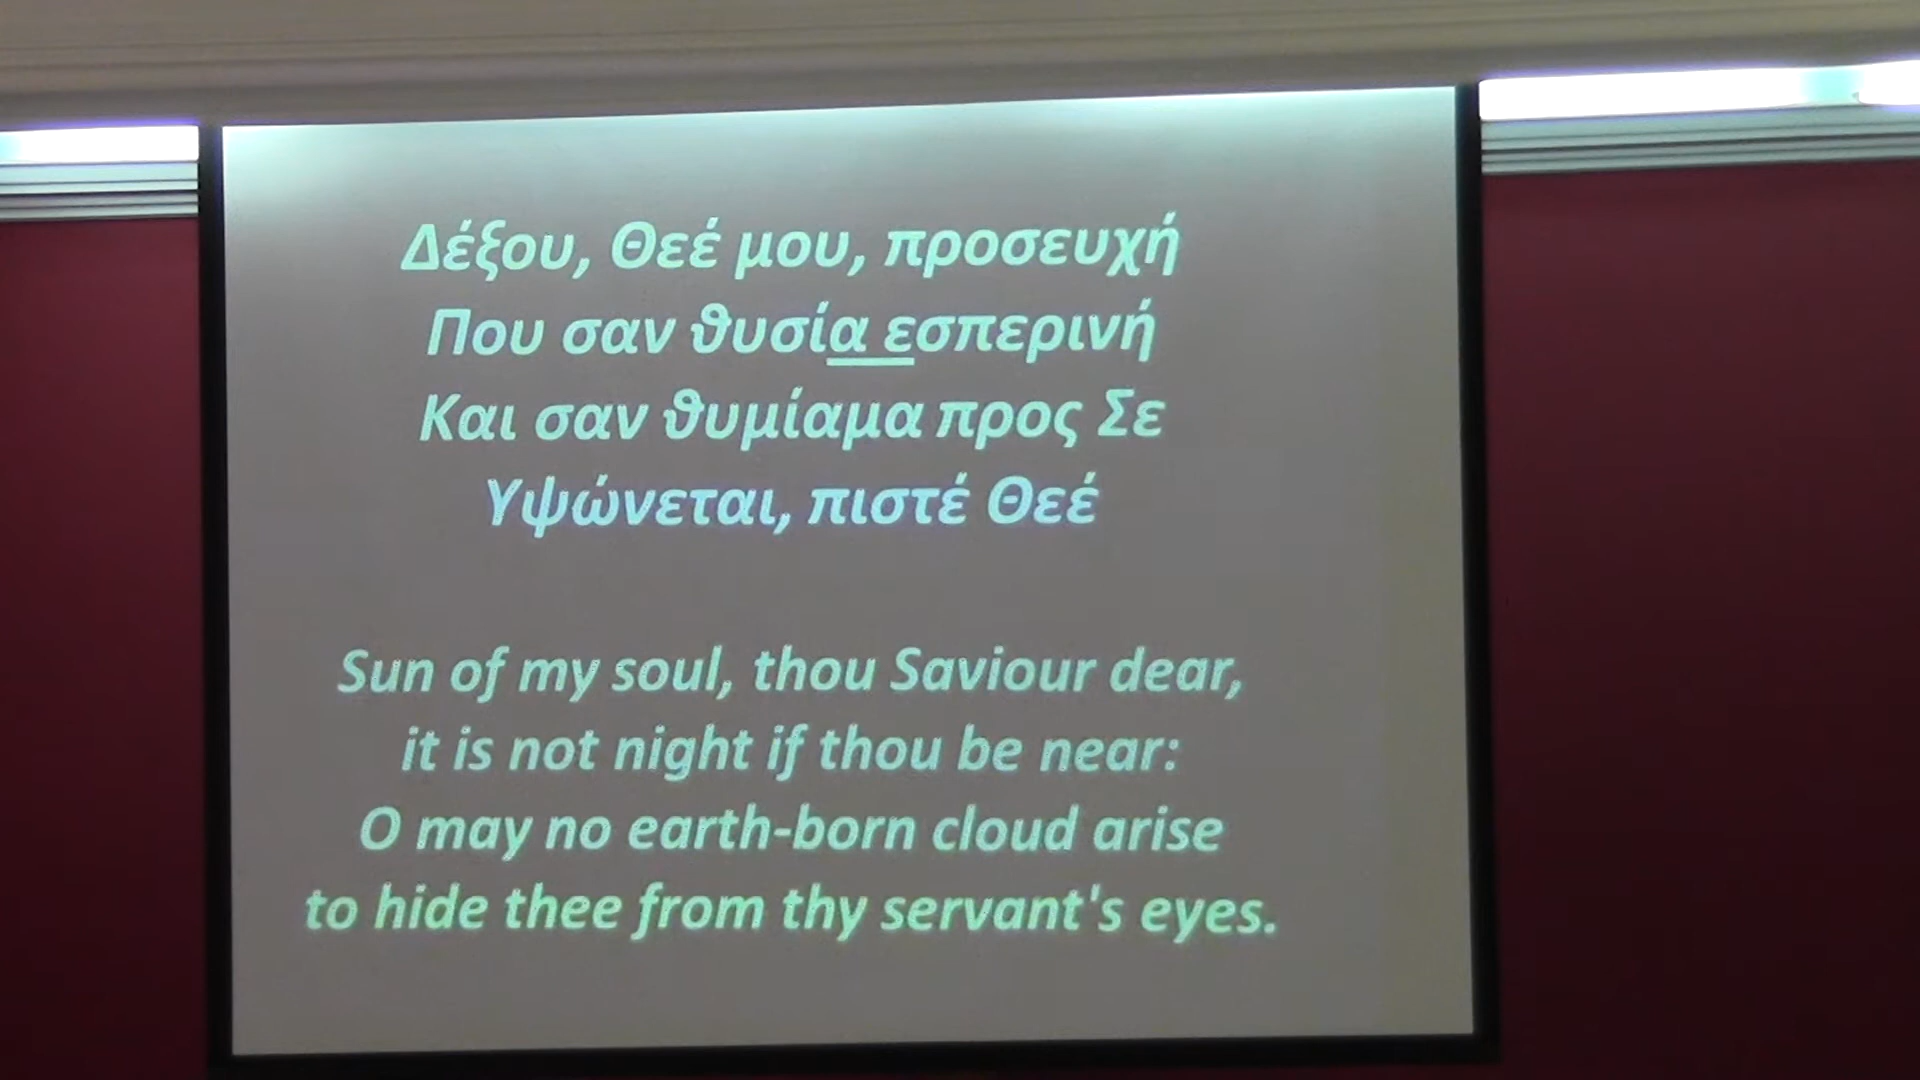 Δέξου, Θεέ μου, προσευχή
Που σαν θυσία εσπερινή
Και σαν θυμίαμα προς Σε
Υψώνεται, πιστέ Θεέ
Sun of my soul, thou Saviour dear,
it is not night if thou be near:
O may no earth-born cloud arise
to hide thee from thy servant's eyes.